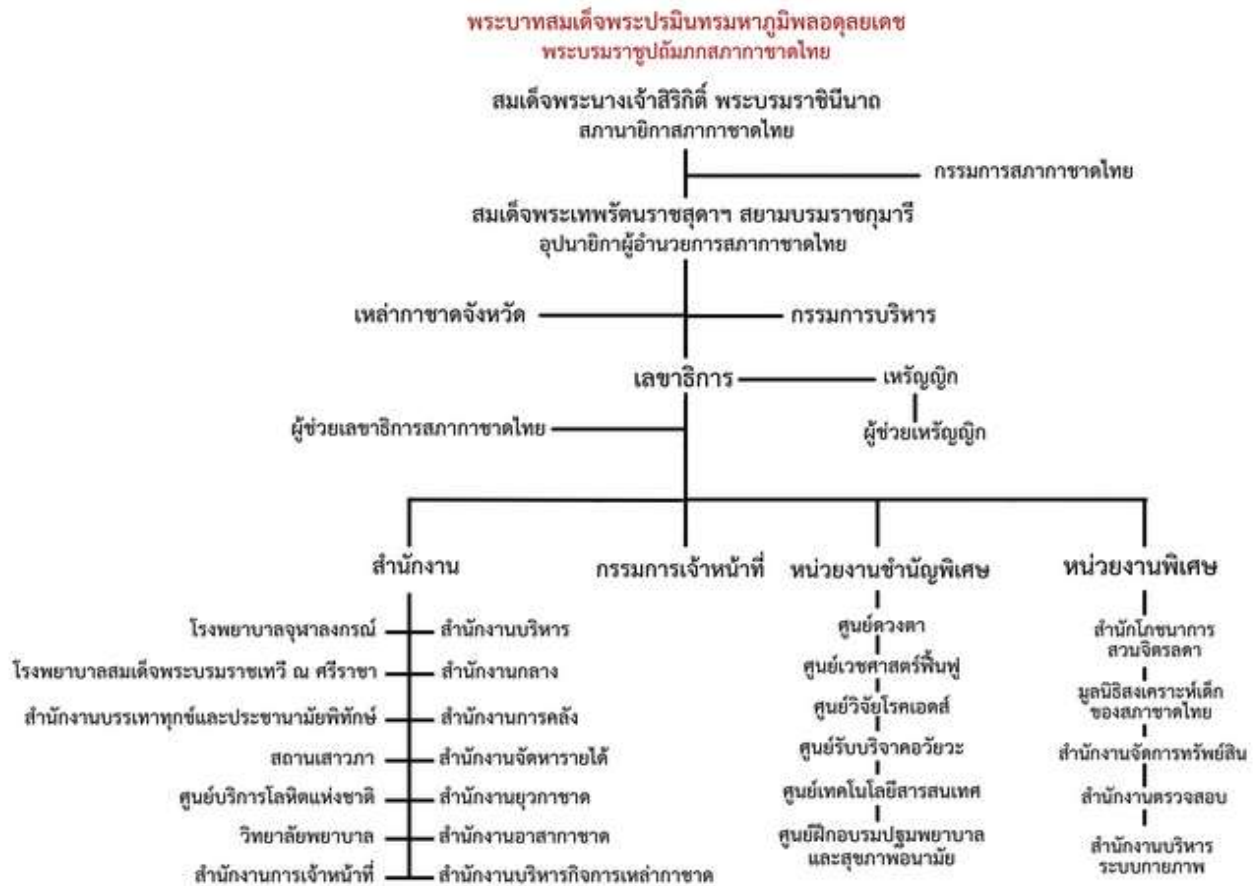 พระบาทสมเด็จพระปรมินทรมหาภูมิพลอดุลยเดช
พระบรมราชูปถัมภกสภากาชาดไทย
สมเด็จพระนางเจ้าสิริกิติ์ พระบรมราชินีนาถ
สภานายิกาสภากาชาดไทย
กรรมการสภากาชาดไทย
สมเด็จพระเทพรัตนราชสุดาฯ สยามบรมราชกุมารี
อุปนายิกาผู้อำนวยการสภากาชาดไทย
เหล่ากาชาดจังหวัด
กรรมการบริหาร
เลขาธิการ
เหรัญญิก
ผู้ช่วยเลขาธิการสภากาชาดไทย
ผู้ช่วยเหรัญญิก
สำนักงาน
กรรมการเจ้าหน้าที่
หน่วยงานชำนัญพิเศษ
หน่วยงานพิเศษ
โรงพยาบาลจุฬาลงกรณ์
สำนักงานบริหาร
โรงพยาบาลสมเด็จพระบรมราชเทวี ณ ศรีราชา
สำนักงานกลาง
สำนักงานบรรเทาทุกข์และประชานามัยพิทักษ์
สำนักงานการคลัง
สถานเสาวภา
สำนักงานจัดหารายได้
ศูนย์บริการโลหิตแห่งชาติ
สำนักงานยุวกาชาด
วิทยาลัยพยาบาล
สำนักงานอาสากาชาด
สำนักงานการเจ้าหน้าที่
สำนักงานบริหารกิจการเหล่ากาชาด
ศูนย์ดวงตา
ศูนย์เวชศาสตร์ฟื้นฟู
ศูนย์วิจัยโรคเอดส์
ศูนย์รับบริจาคอวัยวะ
ศูนย์เทคโนโลยีสารสนเทศ
ศูนย์ฝึกอบรมปฐมพยาบาล
และสุขภาพอนามัย
สำนักโภชนาการ
สวนจิตรลดา
มูลนิธิสงเคราะห์เด็ก
ของสภาชาดไทย
สำนักงานจัดการทรัพย์สิน
สำนักงานตรวจสอบ
สำนักงานบริหาร
ระบบกายภาพ